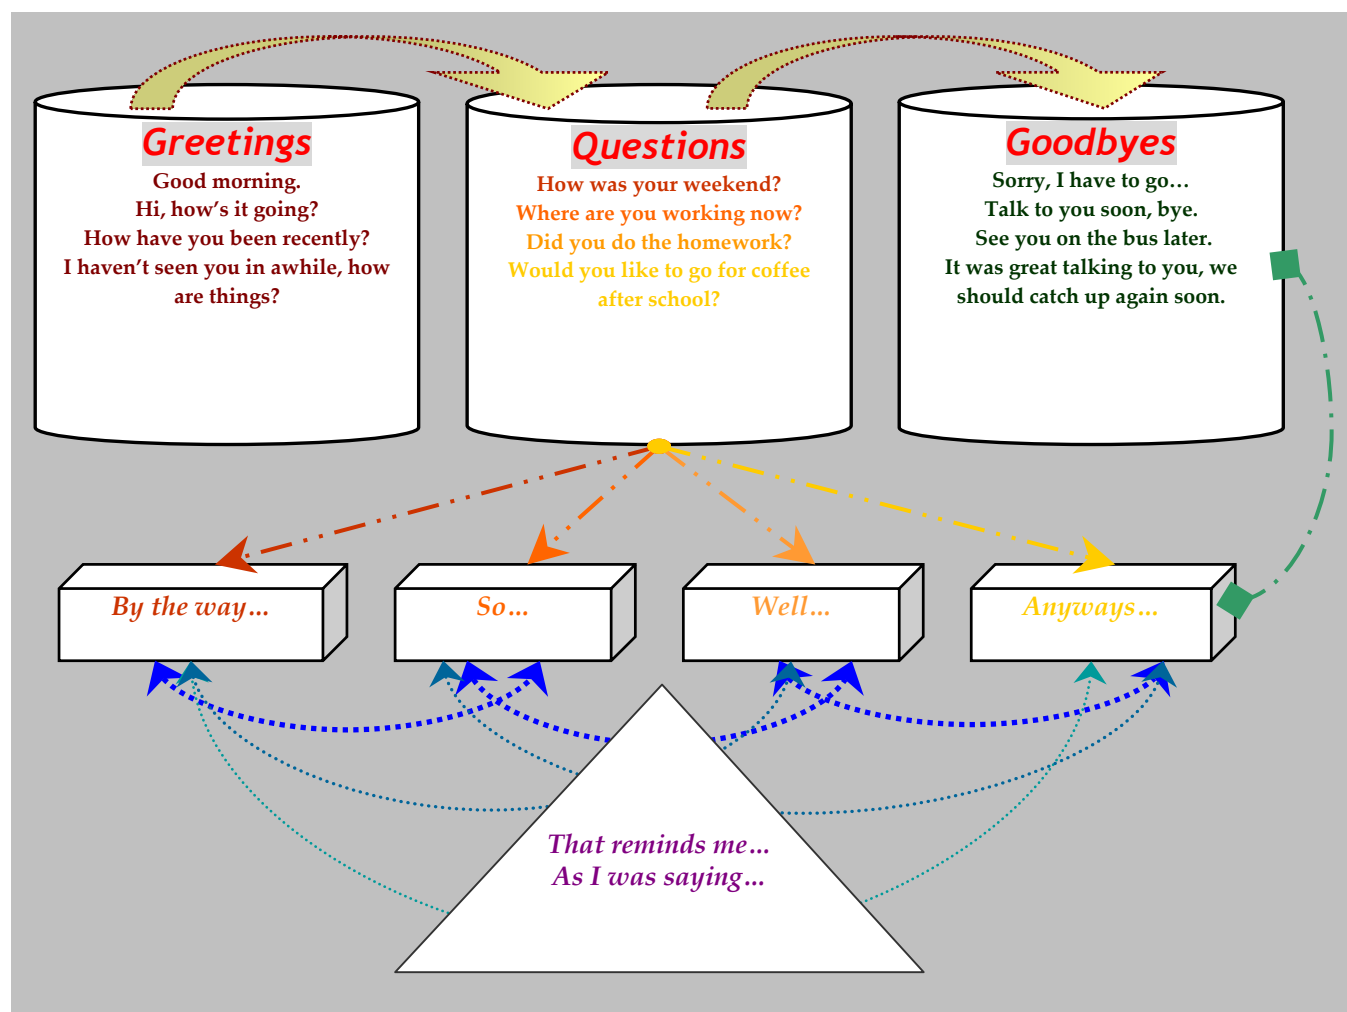 Greetings
Good morning.
Hi, how’s it going?
How have you been recently?
I haven’t seen you in awhile, how
are things?
Questions
How was your weekend?
Where are you working now?
Did you do the homework?
Would you like to go for coffee
after school?
Goodbyes
Sorry, I have to go…
Talk to you soon, bye.
See you on the bus later.
It was great talking to you, we
should catch up again soon.
By the way…
So…
Well…
Anyways…
That reminds me…
As I was saying…